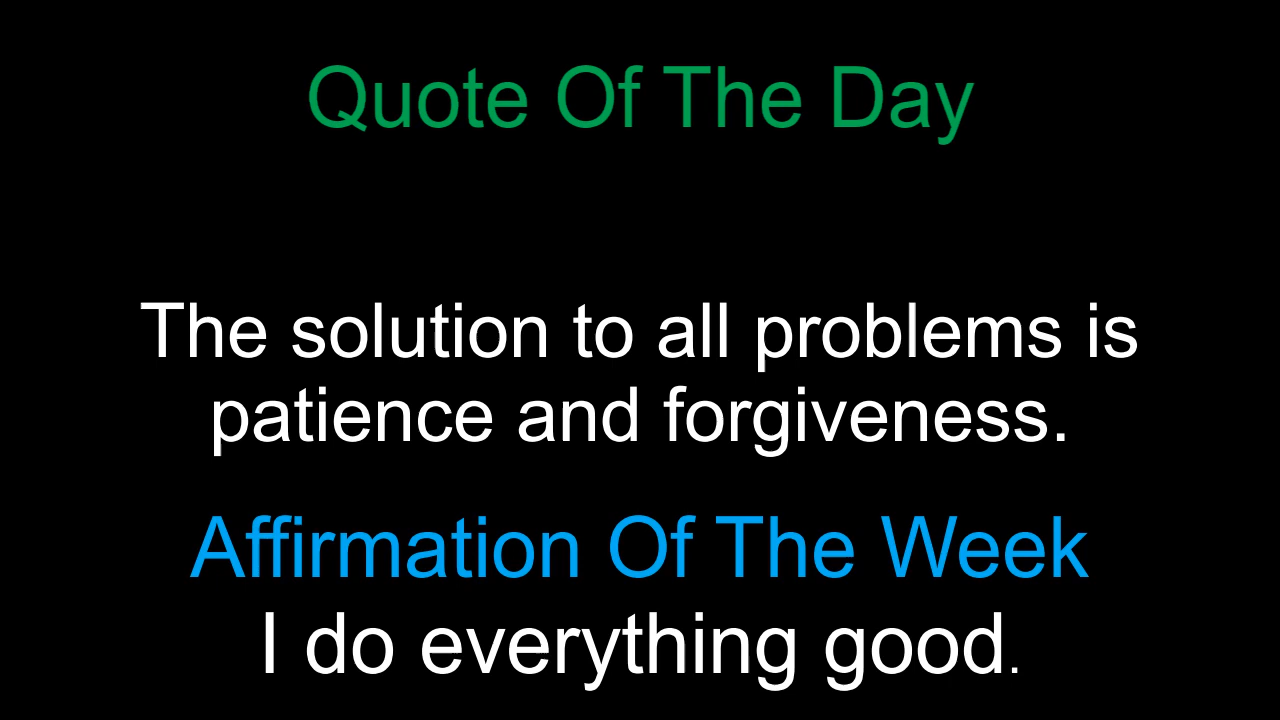 Quote Of The Day
The solution to all problems is
patience and forgiveness.
Affirmation Of The Week
I do everything good.